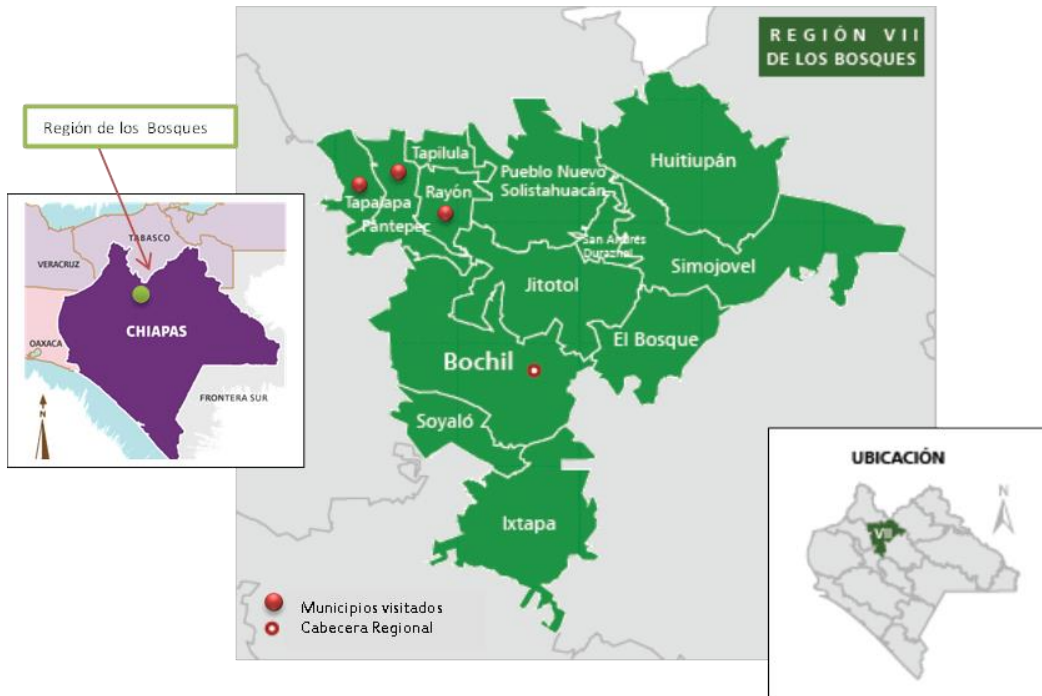 REGIÓN VII
DE LOS BOSQUES
Región de los Bosques
Tapilula
Huitiupán
Pueblo Nuevo
Solistahuacán
Rayón
Tapalapa
Pantepec
San Andrés
Duraznal
Simojovel
Jitotol
El Bosque
Bochil
Soyaló
Ixtapa
TABASCO
VERACRUZ
CHIAPAS
OAXACA
FRONTERA SUR
N
Municipios visitados
Cabecera Regional
UBICACIÓN
N
VII